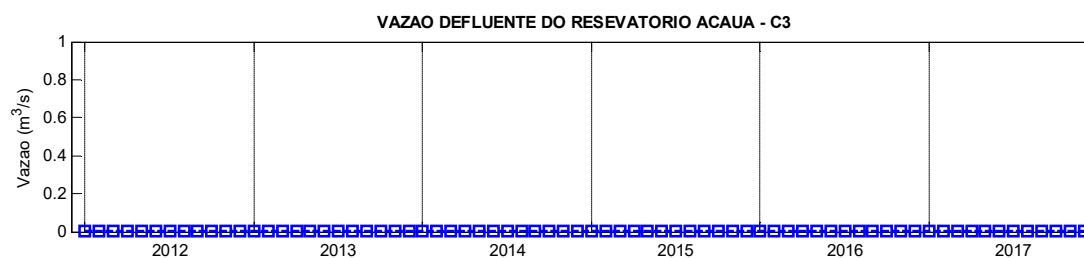 VAZAO DEFLUENTE DO RESEVATORIO ACAUA - C3
1
0.8
0.6
0.4
0.2
0
Vazao (m³/s)
2012 2013 2014 2015 2016 2017